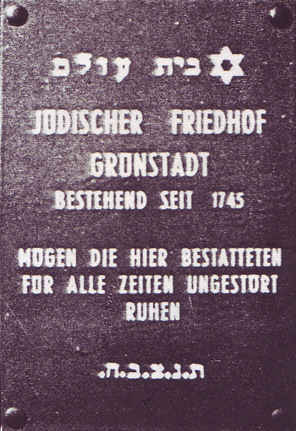 בית עולם
JÜDISCHER FRIEDHOF
GRÜNSTADT
BESTEHEND SEIT 1745
MÖGEN DIE HIER BESTATTETEN
FÜR ALLE ZEITEN UNGESTÖRT
RUHEN
ת.נ.צ.ב.ה.